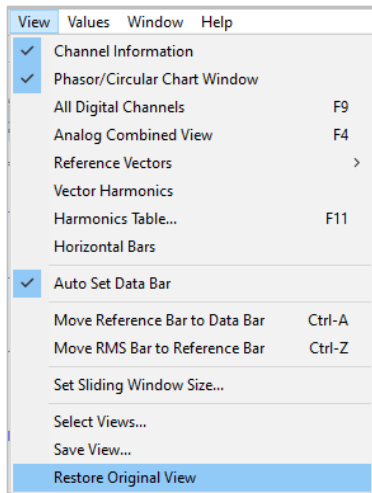 View Values Window Help
Channel Information
Phasor/Circular Chart Window
All Digital Channels F9
Analog Combined View F4
Reference Vectors
Vector Harmonics
Harmonics Table... F11
Horizontal Bars
Auto Set Data Bar
Move Reference Bar to Data Bar Ctrl-A
Move RMS Bar to Reference Bar Ctrl-Z
Set Sliding Window Size...
Select Views...
Save View...
Restore Original View